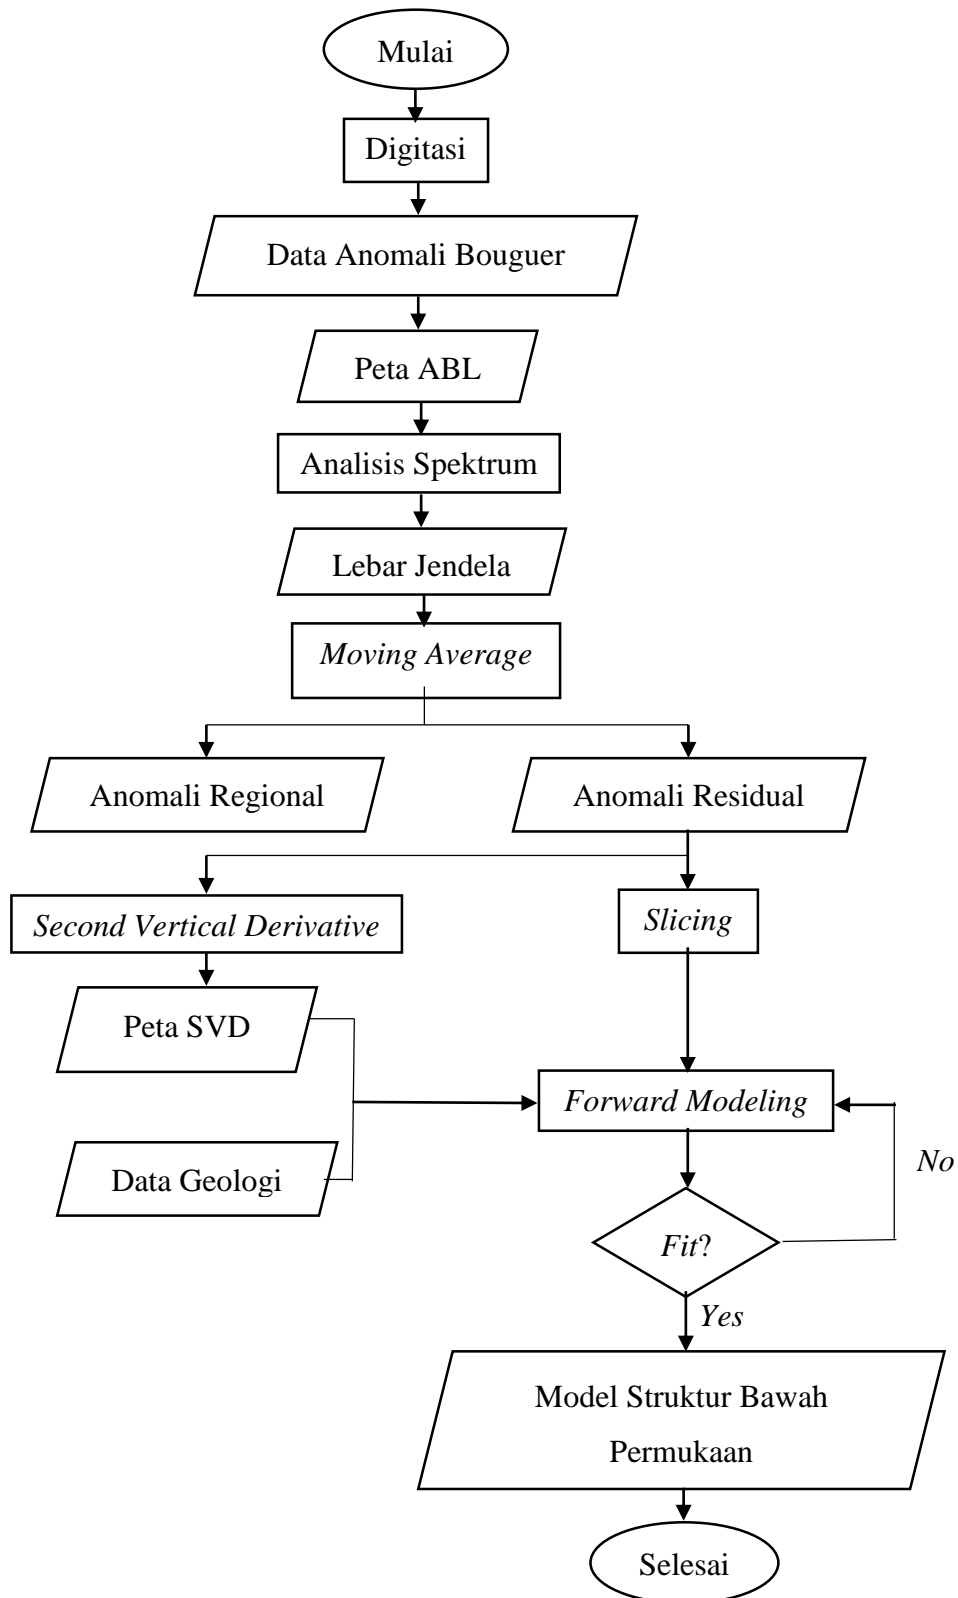 Mulai
Digitasi
Data Anomali Bouguer
Peta ABL
Analisis Spektrum
Lebar Jendela
Moving Average
Anomali Regional
Anomali Residual
Second Vertical Derivative
Slicing
Peta SVD
Forward Modeling
Data Geologi
No
Fit?
Yes
Model Struktur Bawah
Permukaan
Selesai